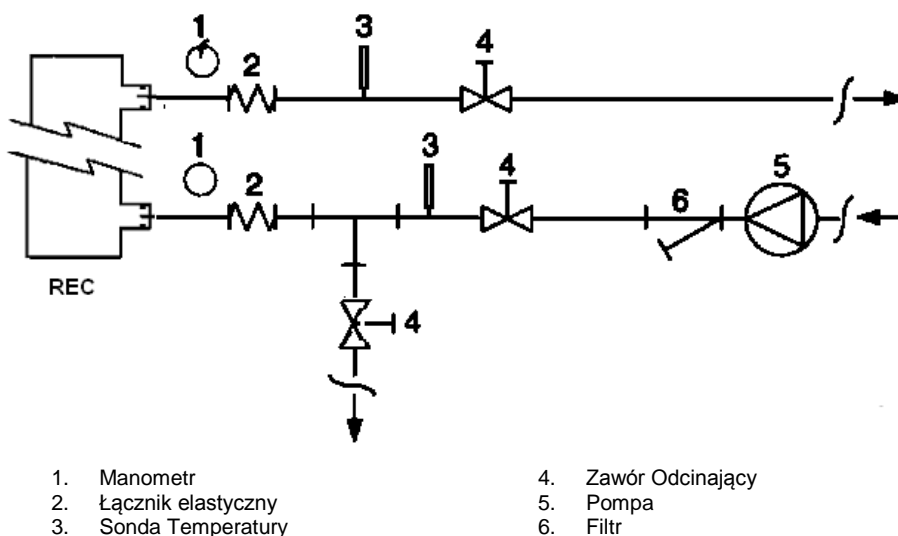 1
2
3
4
1
2
3
4
6
5
REC
4
1. Manometr
2. Łącznik elastyczny
3. Sonda Temperatury
4. Zawór Odcinający
5. Pompa
6. Filtr